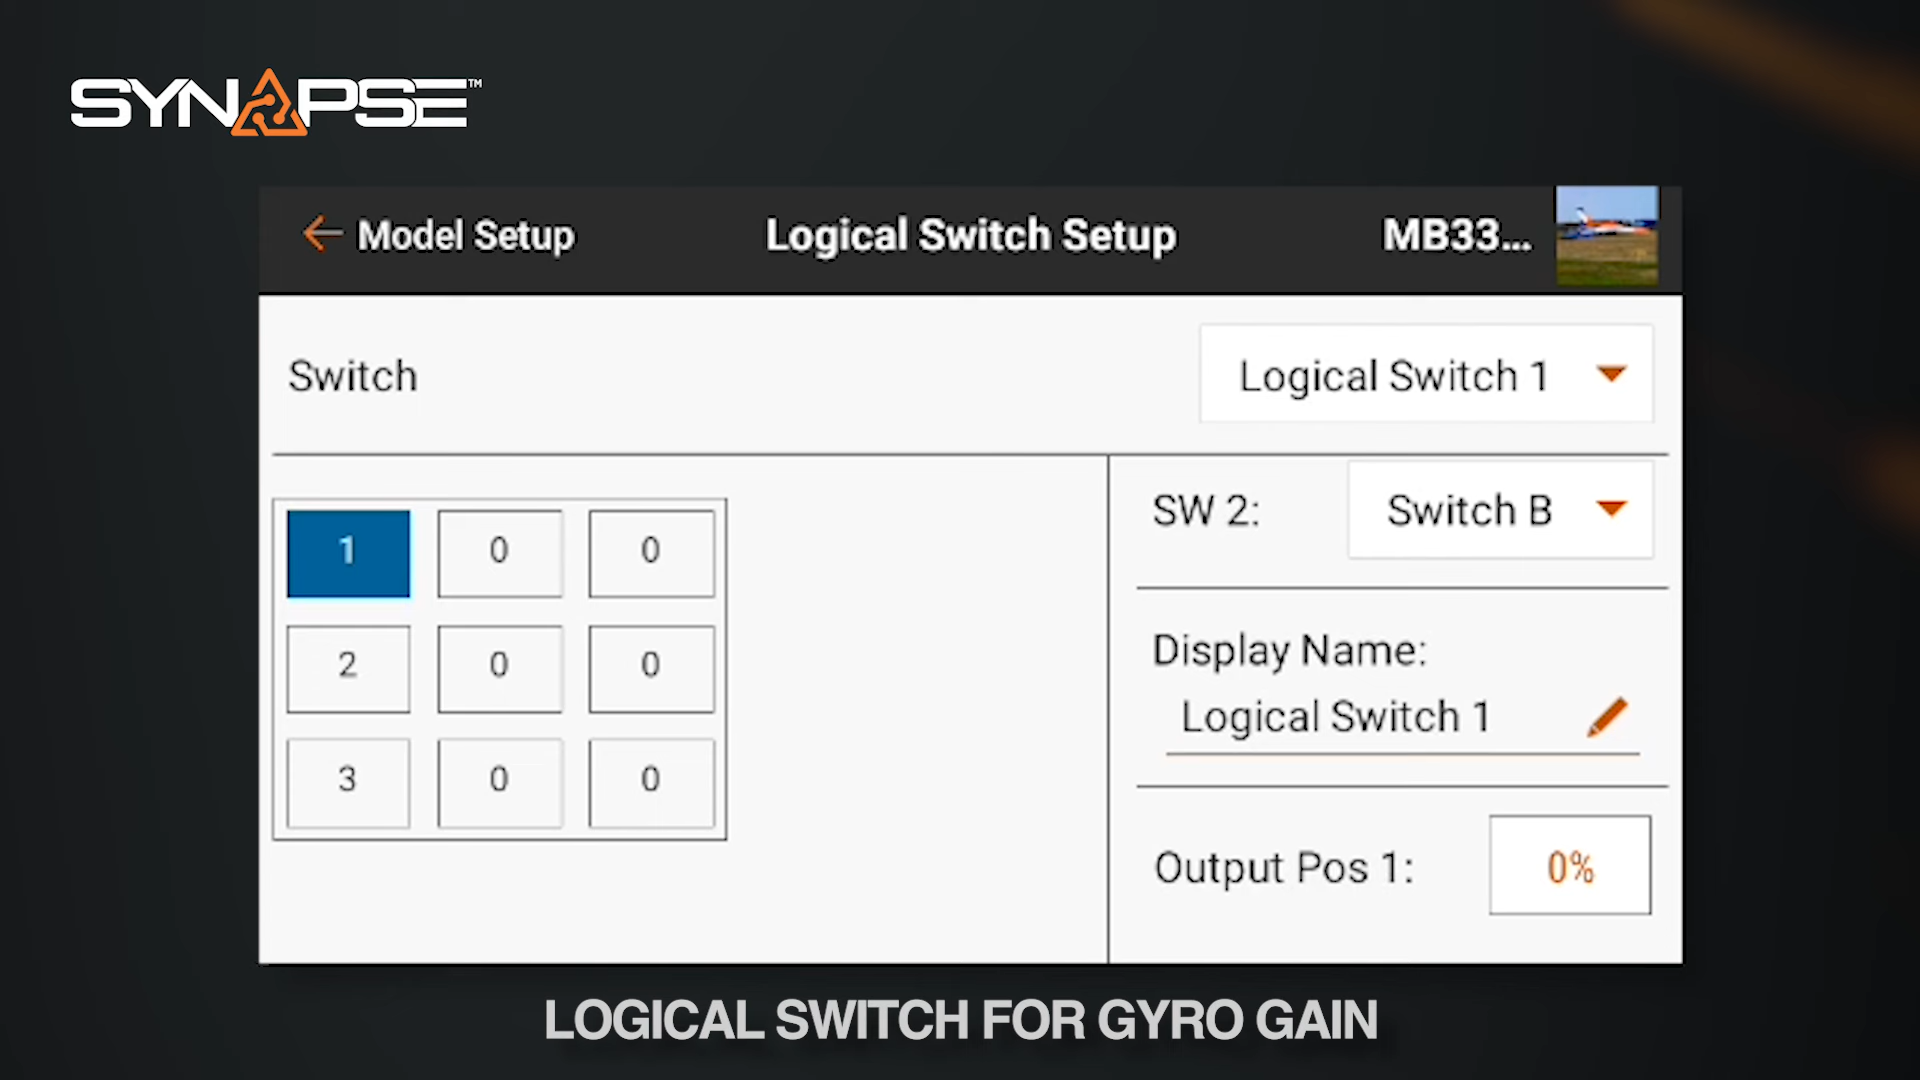 SYNAPSE™
Model Setup Logical Switch Setup MB33...
Switch Logical Switch 1
1 0 0
2 0 0
3 0 0
SW 2: Switch B
Display Name:
Logical Switch 1
Output Pos 1: 0%
LOGICAL SWITCH FOR GYRO GAIN